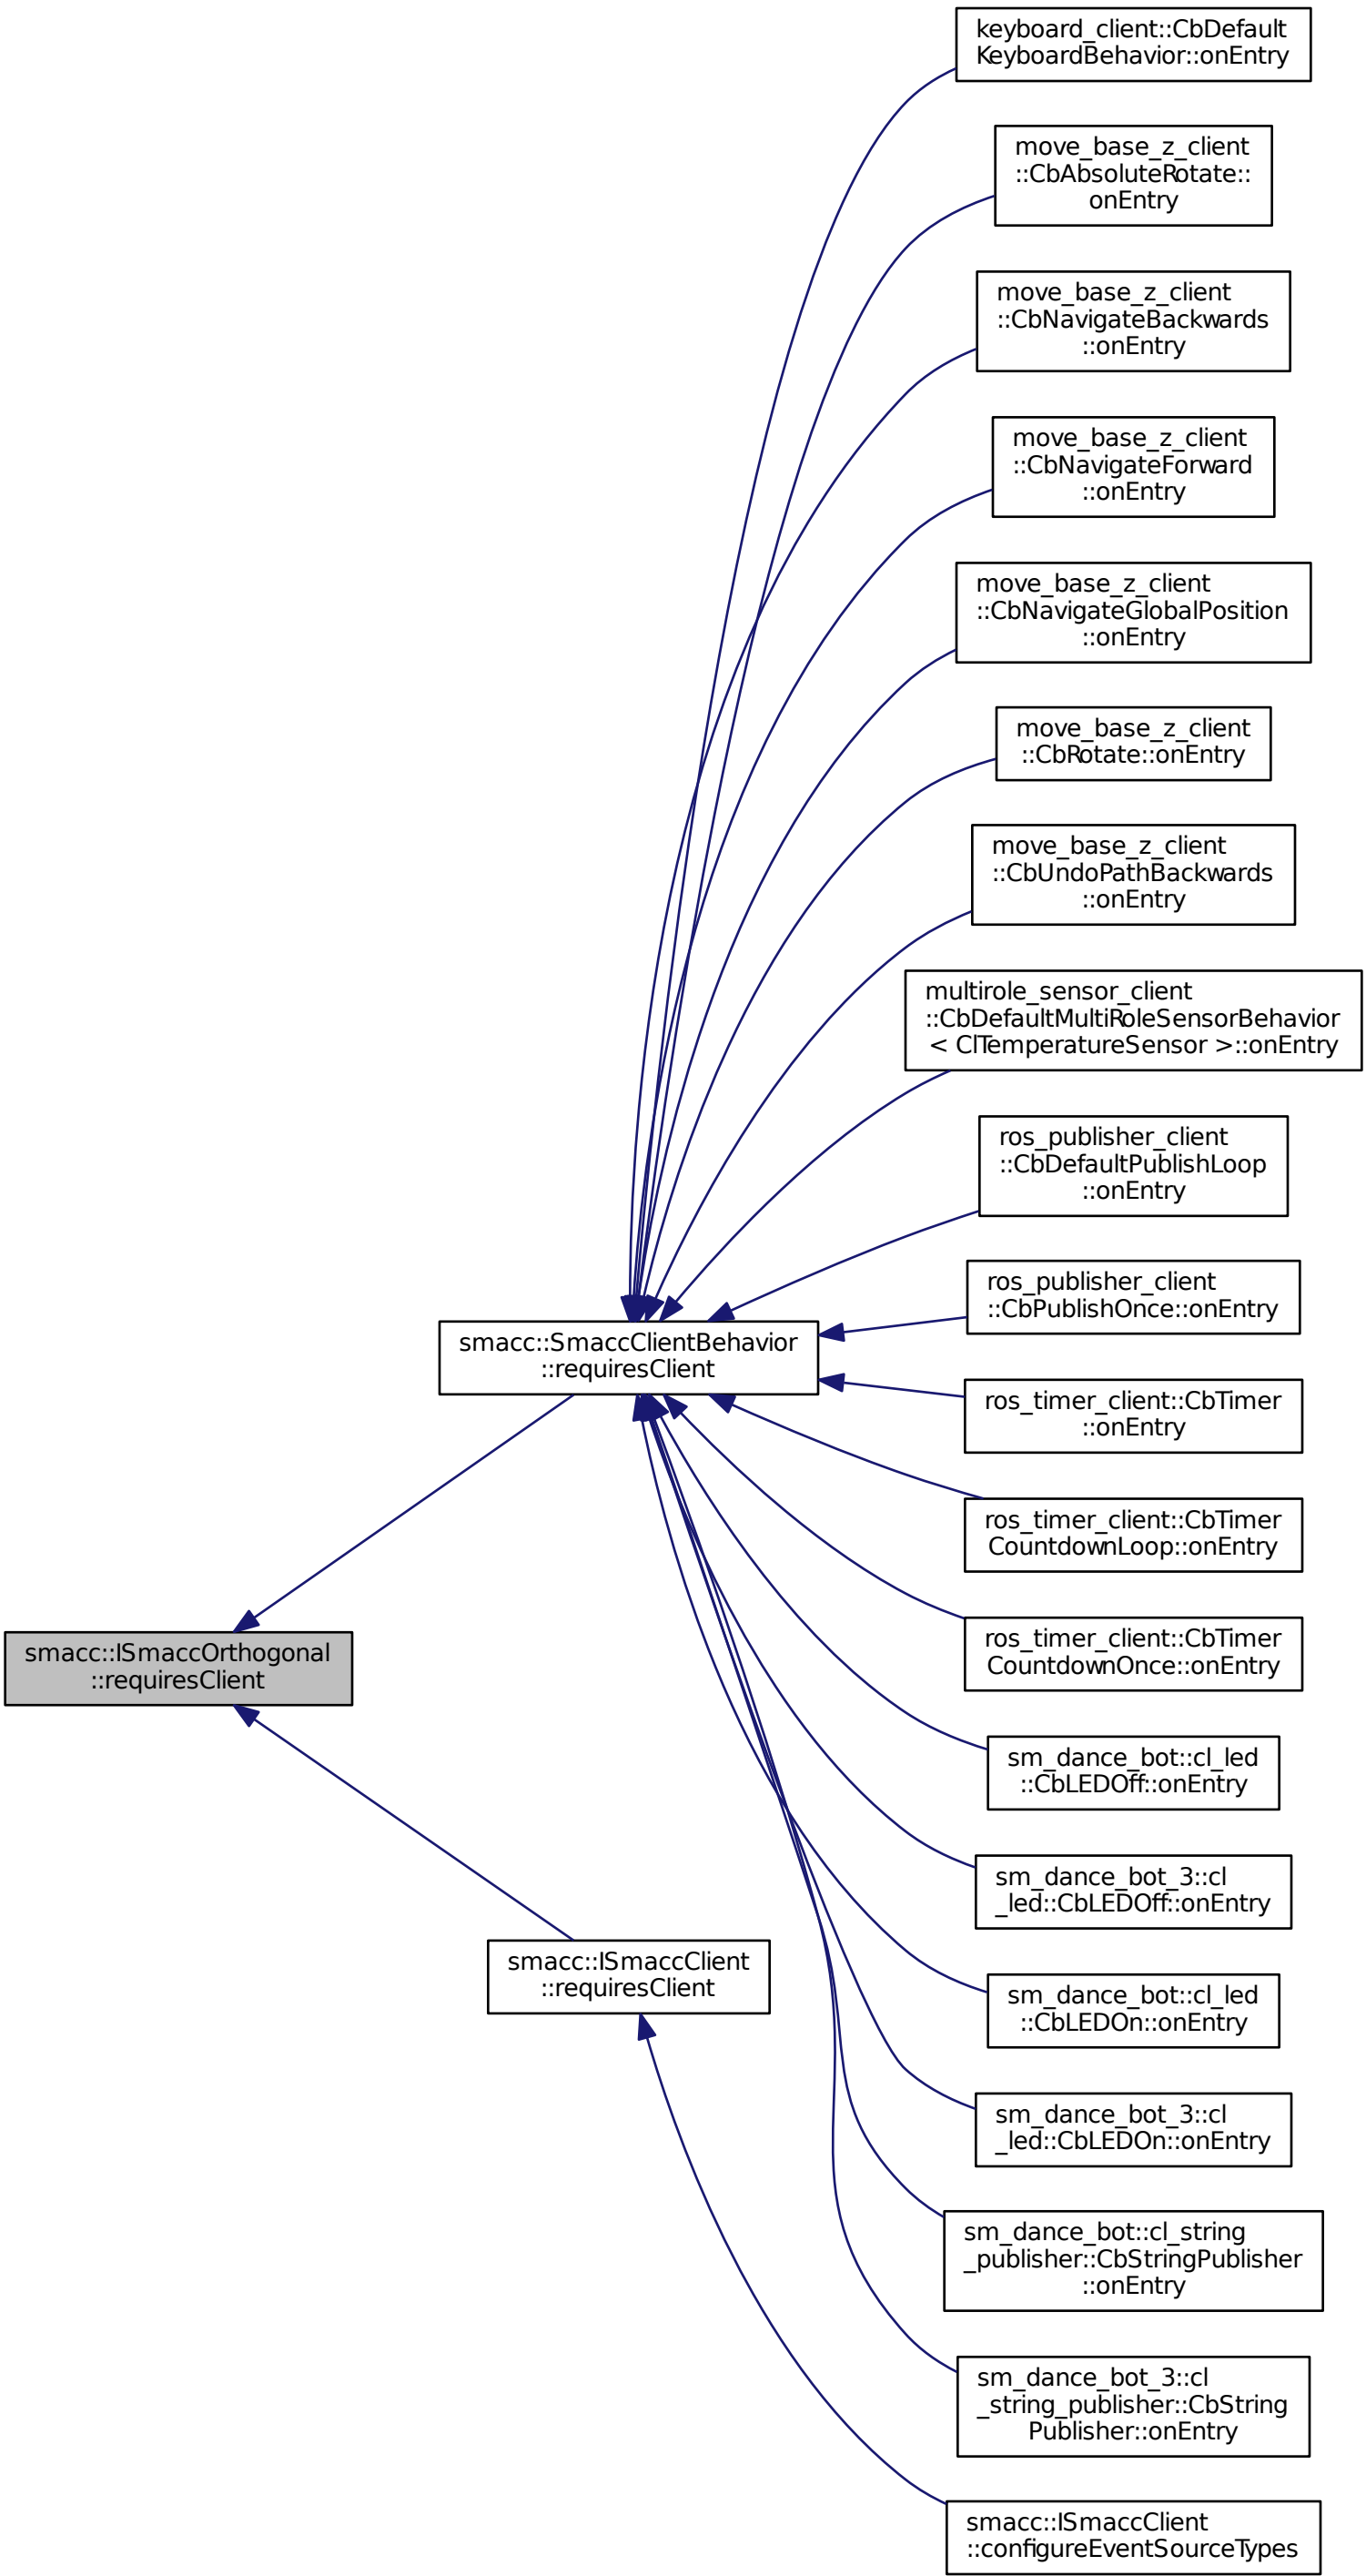 keyboard_client::CbDefault
KeyboardBehavior::onEntry
move_base_z_client
::CbAbsoluteRotate::
onEntry
move_base_z_client
::CbNavigateBackwards
::onEntry
move_base_z_client
::CbNavigateForward
::onEntry
move_base_z_client
::CbNavigateGlobalPosition
::onEntry
move_base_z_client
::CbRotate::onEntry
move_base_z_client
::CbUndoPathBackwards
::onEntry
multirole_sensor_client
::CbDefaultMultiRoleSensorBehavior
< ClTemperatureSensor >::onEntry
ros_publisher_client
::CbDefaultPublishLoop
::onEntry
ros_publisher_client
::CbPublishOnce::onEntry
smacc::SmaccClientBehavior
::requiresClient
ros_timer_client::CbTimer
::onEntry
ros_timer_client::CbTimer
CountdownLoop::onEntry
ros_timer_client::CbTimer
CountdownOnce::onEntry
smacc::ISmaccOrthogonal
::requiresClient
sm_dance_bot::cl_led
::CbLEDOff::onEntry
sm_dance_bot_3::cl
_led::CbLEDOff::onEntry
smacc::ISmaccClient
::requiresClient
sm_dance_bot::cl_led
::CbLEDOn::onEntry
sm_dance_bot_3::cl
_led::CbLEDOn::onEntry
sm_dance_bot::cl_string
_publisher::CbStringPublisher
::onEntry
sm_dance_bot_3::cl
_string_publisher::CbString
Publisher::onEntry
smacc::ISmaccClient
::configureEventSourceTypes